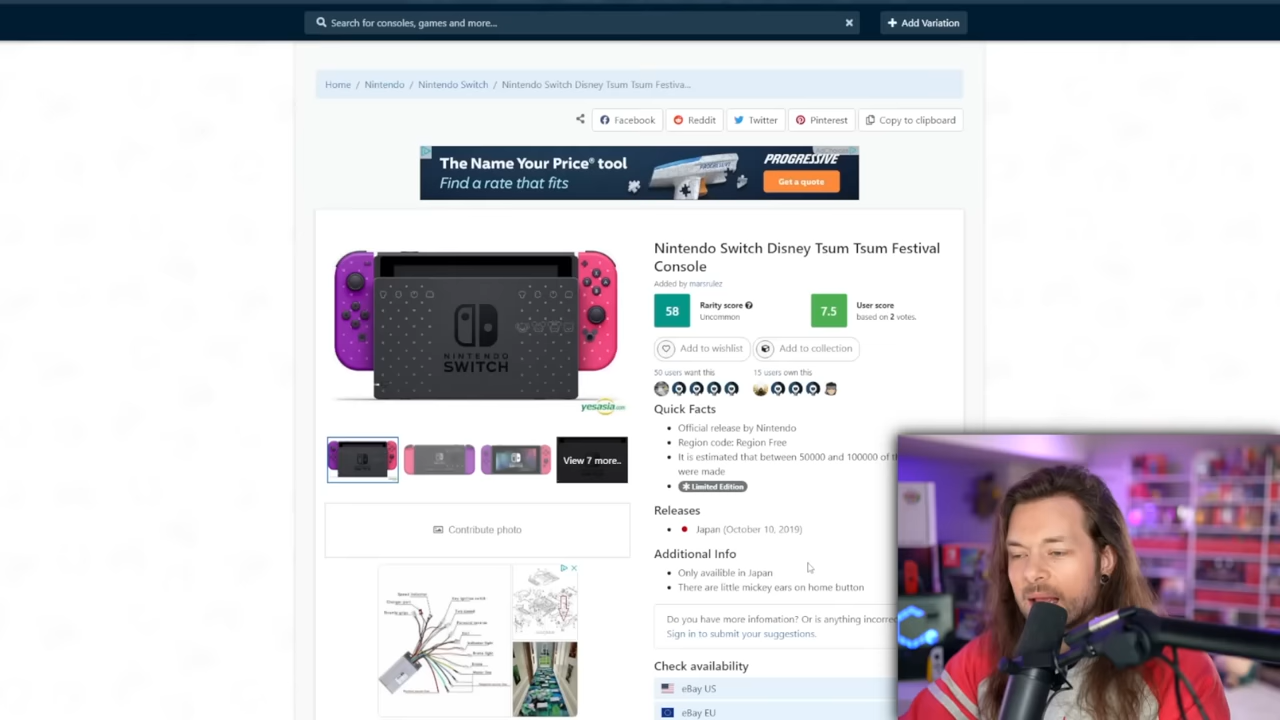 Search for consoles, games and more...
Add Variation
Home / Nintendo / Nintendo Switch / Nintendo Switch Disney Tsum Tsum Festiva...
Facebook
Reddit
Twitter
Pinterest
Copy to clipboard
The Name Your Price® tool
Find a rate that fits
PROGRESSIVE
Get a quote
Nintendo Switch Disney Tsum Tsum Festival
Console
Added by marsrulez
58
Rarity score
Uncommon
7.5
User score
based on 2 votes.
Add to wishlist
Add to collection
50 users want this
15 users own this
NINTENDO
SWITCH
yesasia.com
View 7 more..
Contribute photo
Quick Facts
Official release by Nintendo
Region code: Region Free
It is estimated that between 50000 and 100000 of
were made
Limited Edition
Releases
Japan (October 10, 2019)
Additional Info
Only availible in Japan
There are little mickey ears on home button
Do you have more infomation? Or is anything incorrec
Sign in to submit your suggestions.
Check availability
eBay US
eBay EU